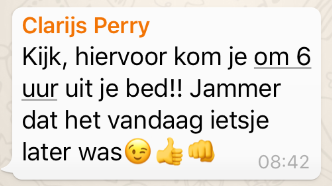 Clarijs Perry
Kijk, hiervoor kom je om 6
uur uit je bed!! Jammer
dat het vandaag ietsje
later was😉👍👊
08:42